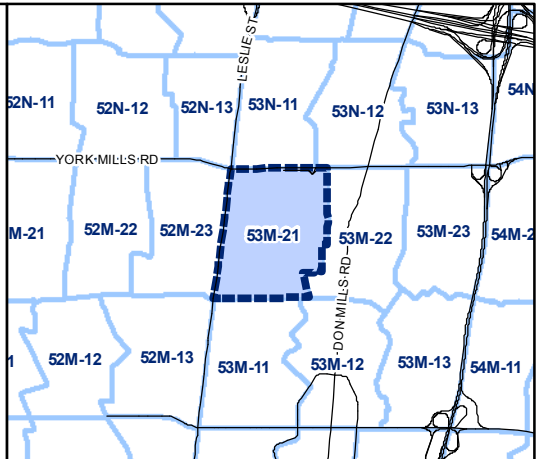 LESLIE ST
52N-11
52N-12
52N-13
53N-11
53N-12
53N-13
54N
YORK MILLS RD
M-21
52M-22
52M-23
53M-21
53M-22
53M-23
54M-2
DON MILLS RD
1
52M-12
52M-13
53M-11
53M-12
53M-13
54M-11